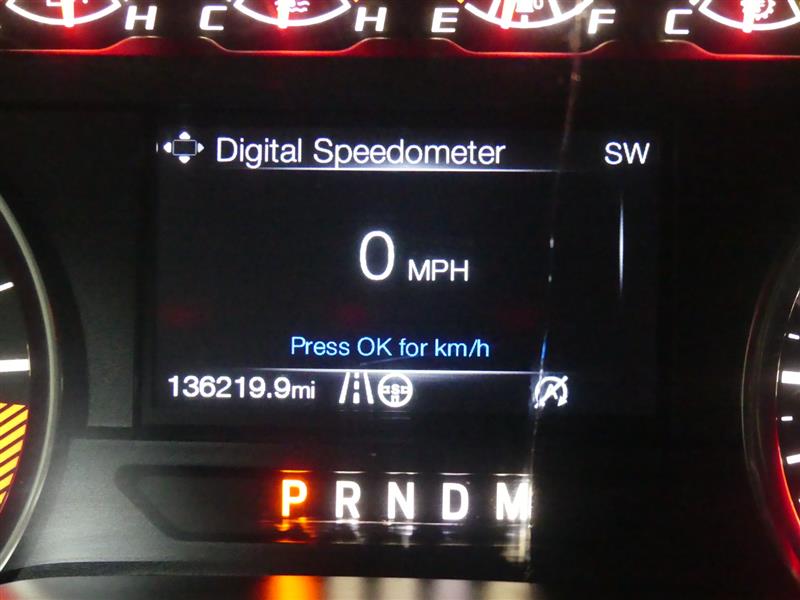 H C H E F C
Digital Speedometer SW
0 MPH
Press OK for km/h
136219.9mi
P R N D M